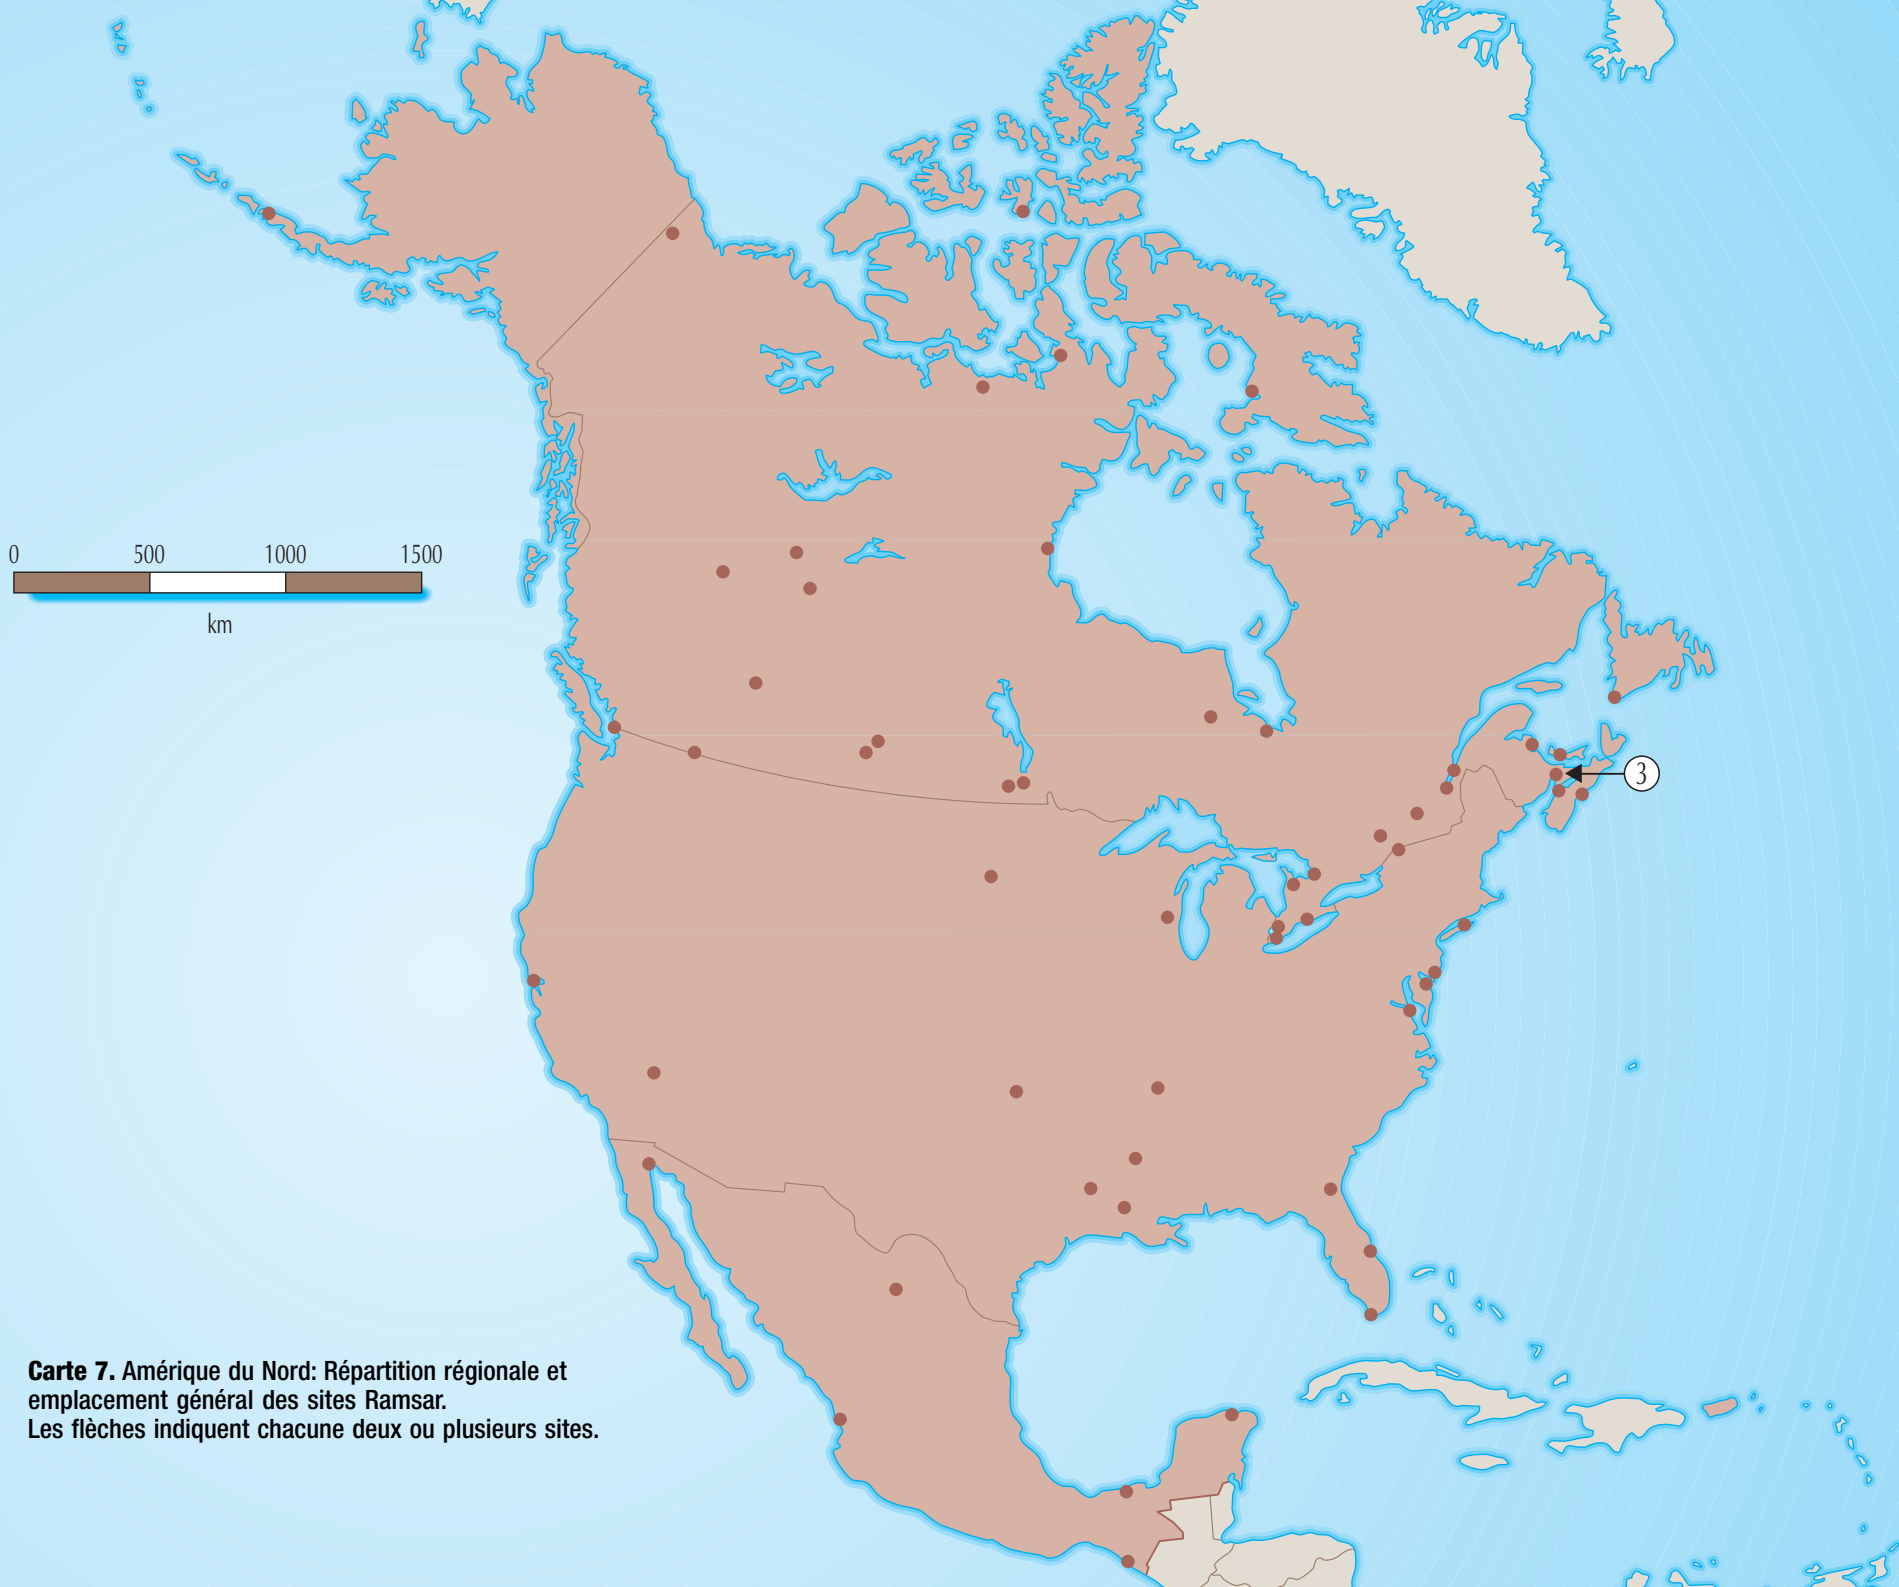 0 500 1000 1500
km
3
Carte 7. Amérique du Nord: Répartition régionale et
emplacement général des sites Ramsar.
Les flèches indiquent chacune deux ou plusieurs sites.